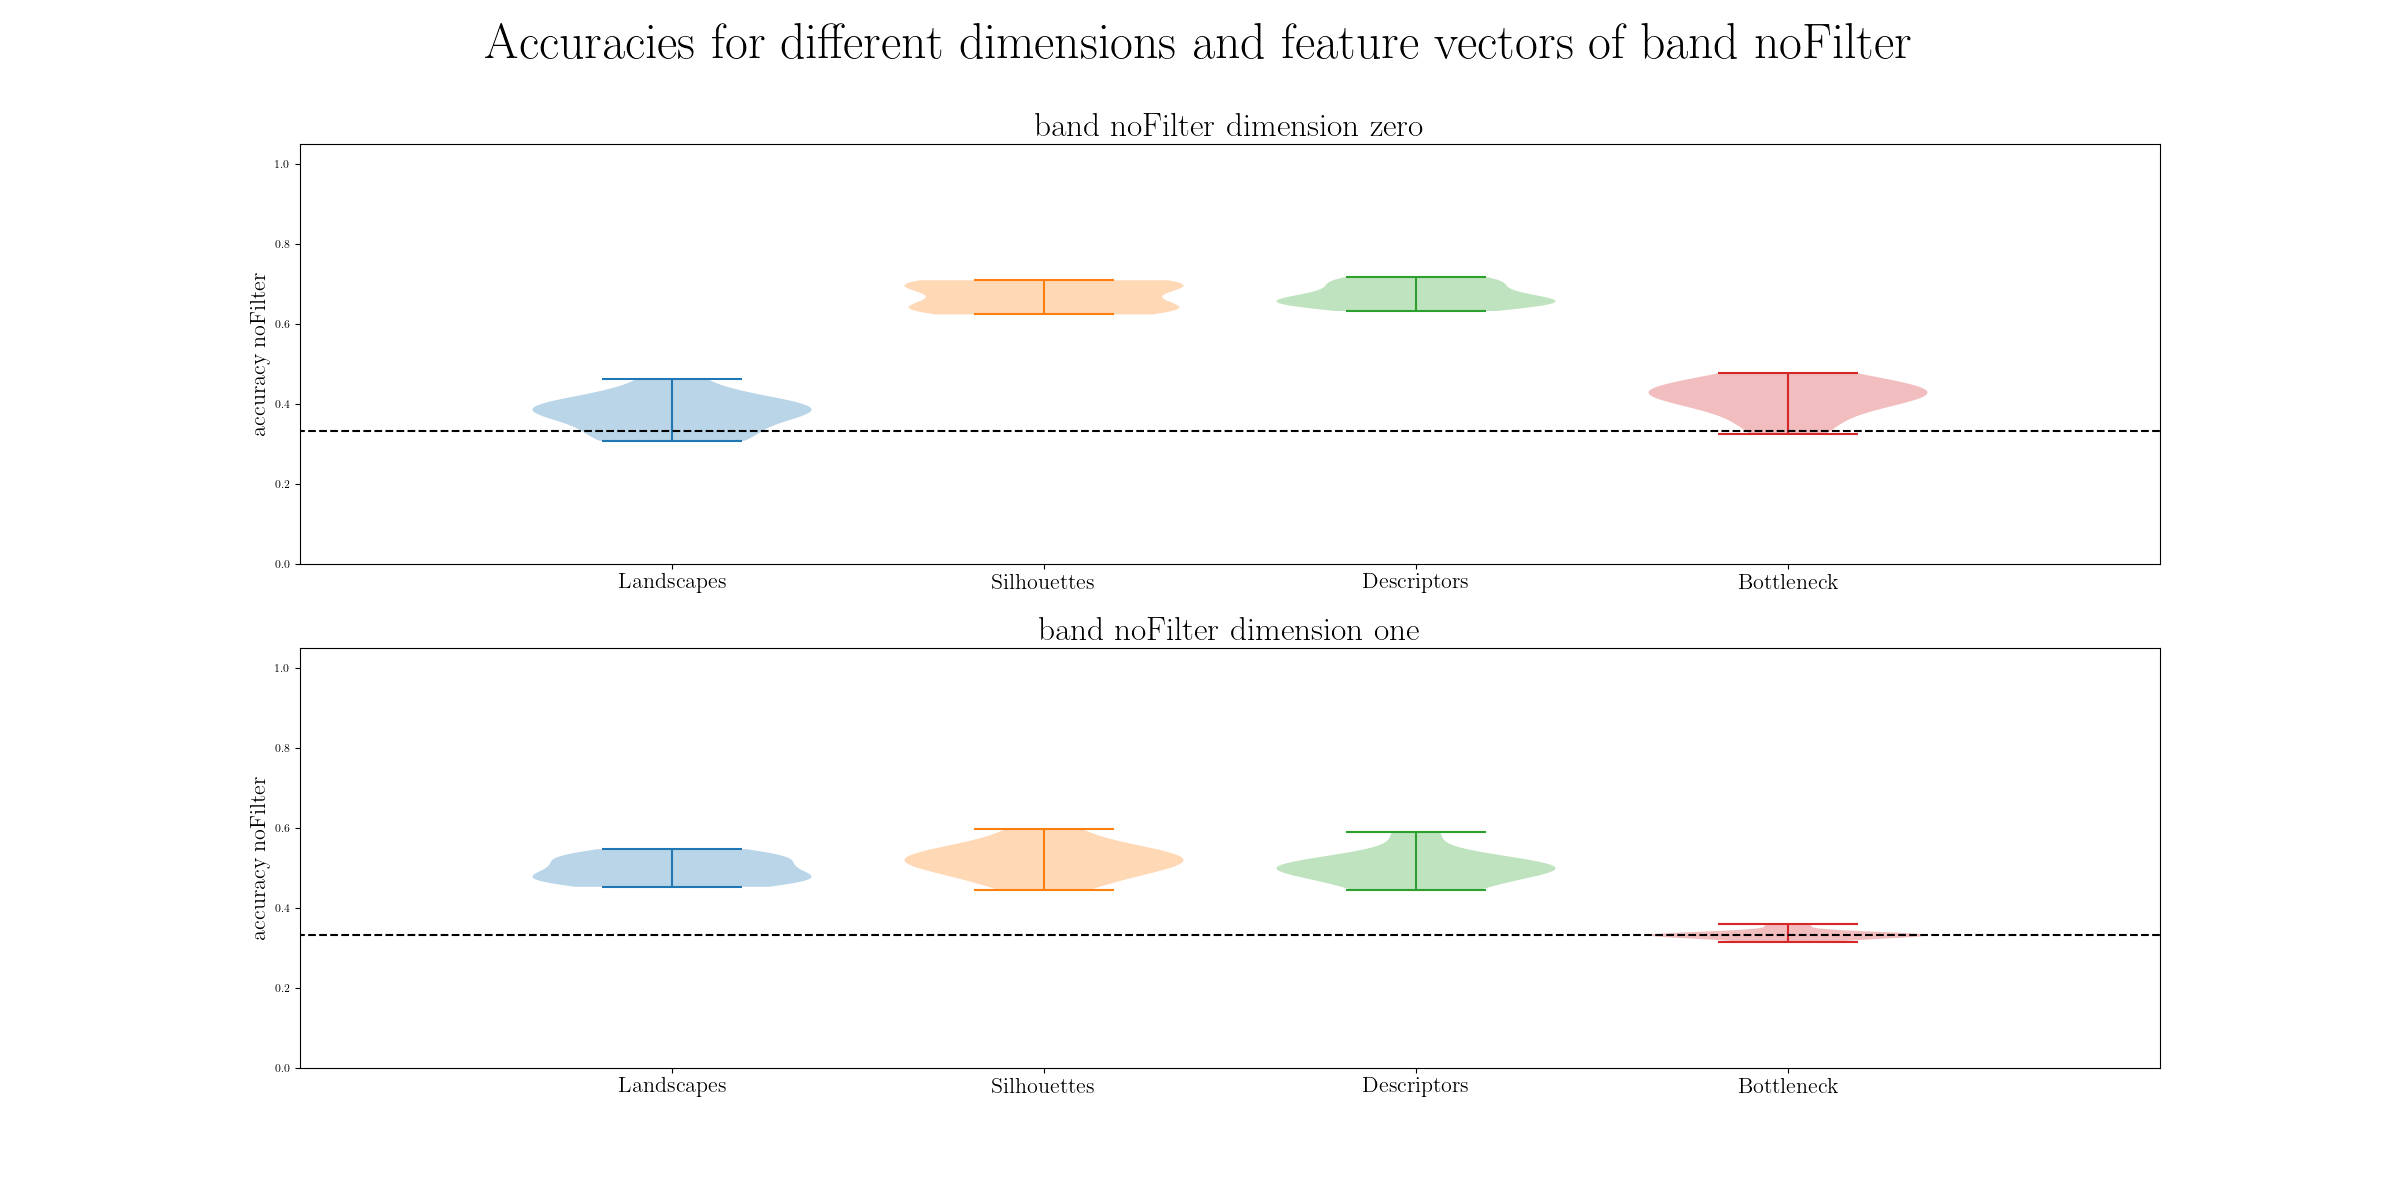 Accuracies for different dimensions and feature vectors of band noFilter
band noFilter dimension zero
accuracy noFilter
1.0
0.8
0.6
0.4
0.2
0.0
Landscapes Silhouettes Descriptors Bottleneck
band noFilter dimension one
accuracy noFilter
1.0
0.8
0.6
0.4
0.2
0.0
Landscapes Silhouettes Descriptors Bottleneck